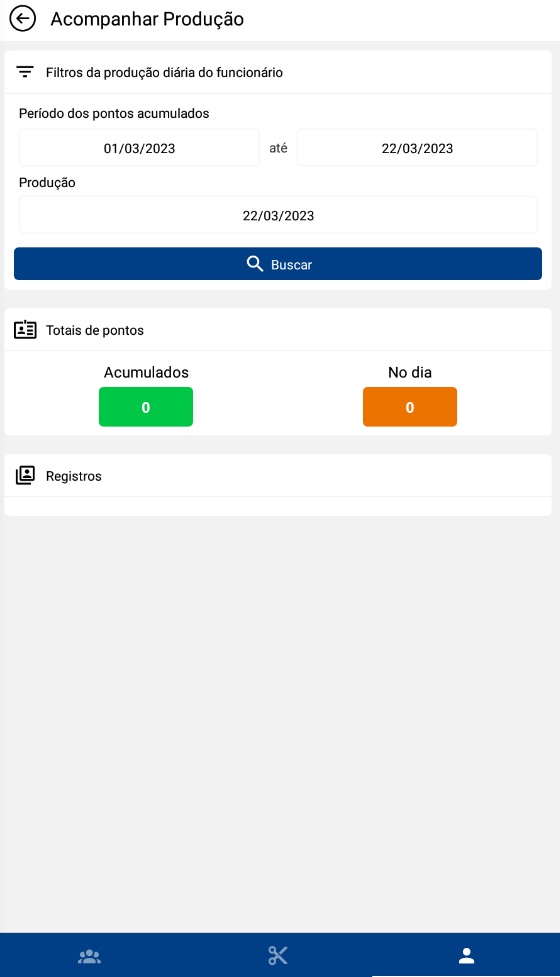 Acompanhar Produção
Filtros da produção diária do funcionário
Período dos pontos acumulados
01/03/2023 até 22/03/2023
Produção
22/03/2023
Buscar
Totais de pontos
Acumulados No dia
0 0
Registros